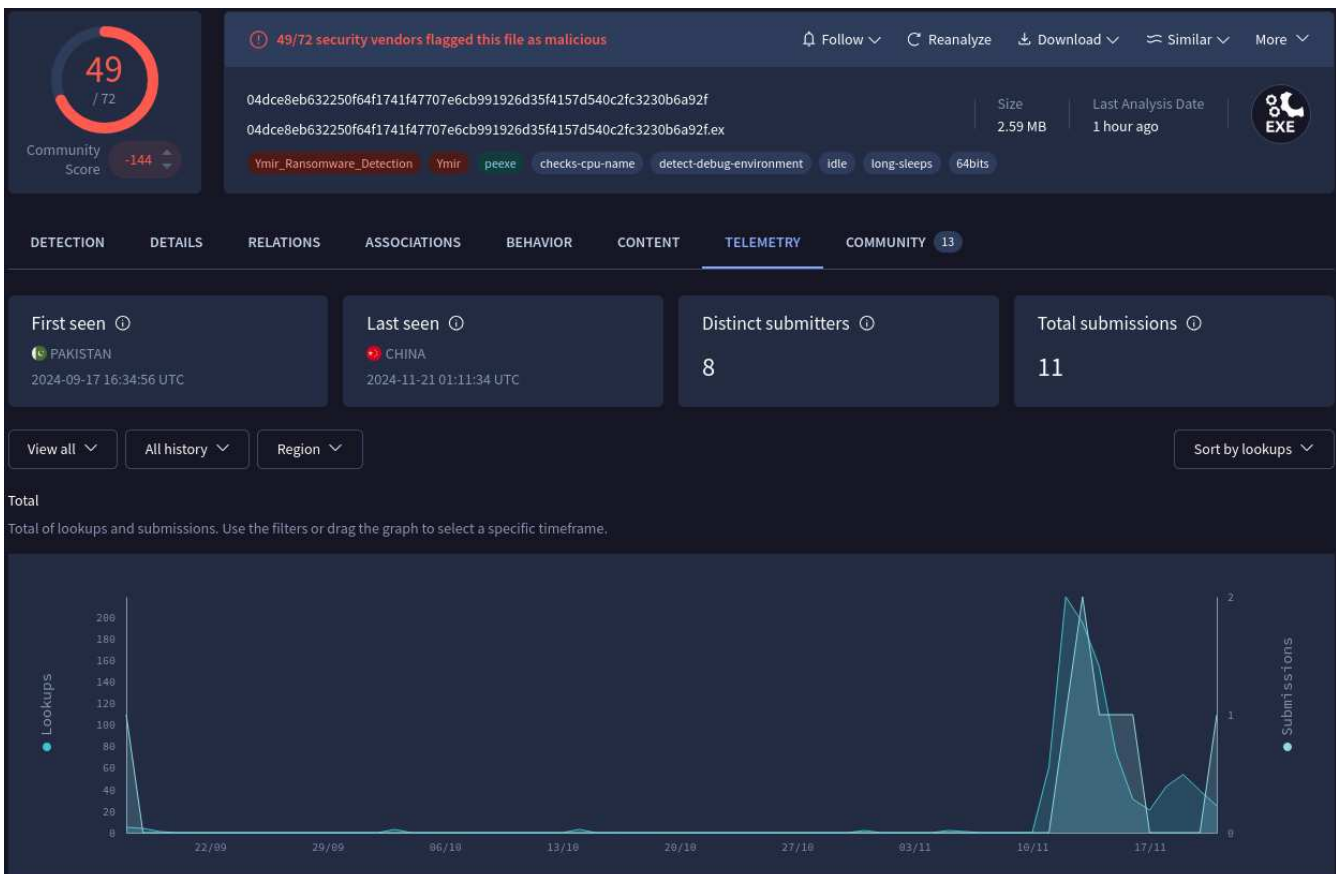 49
/ 72
Community Score
-144
49/72 security vendors flagged this file as malicious
Follow
Reanalyze
Download
Similar
More
04dce8eb632250f64f1741f47707e6cb991926d35f4157d540c2fc3230b6a92f
04dce8eb632250f64f1741f47707e6cb991926d35f4157d540c2fc3230b6a92f.ex
Size
2.59 MB
Last Analysis Date
1 hour ago
EXE
Ymir_Ransomware_Detection Ymir peexe checks-cpu-name detect-debug-environment idle long-sleeps 64bits
DETECTION DETAILS RELATIONS ASSOCIATIONS BEHAVIOR CONTENT TELEMETRY COMMUNITY 13
First seen
PAKISTAN
2024-09-17 16:34:56 UTC
Last seen
CHINA
2024-11-21 01:11:34 UTC
Distinct submitters
8
Total submissions
11
View all All history Region Sort by lookups
Total
Total of lookups and submissions. Use the filters or drag the graph to select a specific timeframe.
Lookups
200
180
160
140
120
100
80
60
40
20
0
2
1
0
Submissions
22/09 29/09 06/10 13/10 20/10 27/10 03/11 10/11 17/11